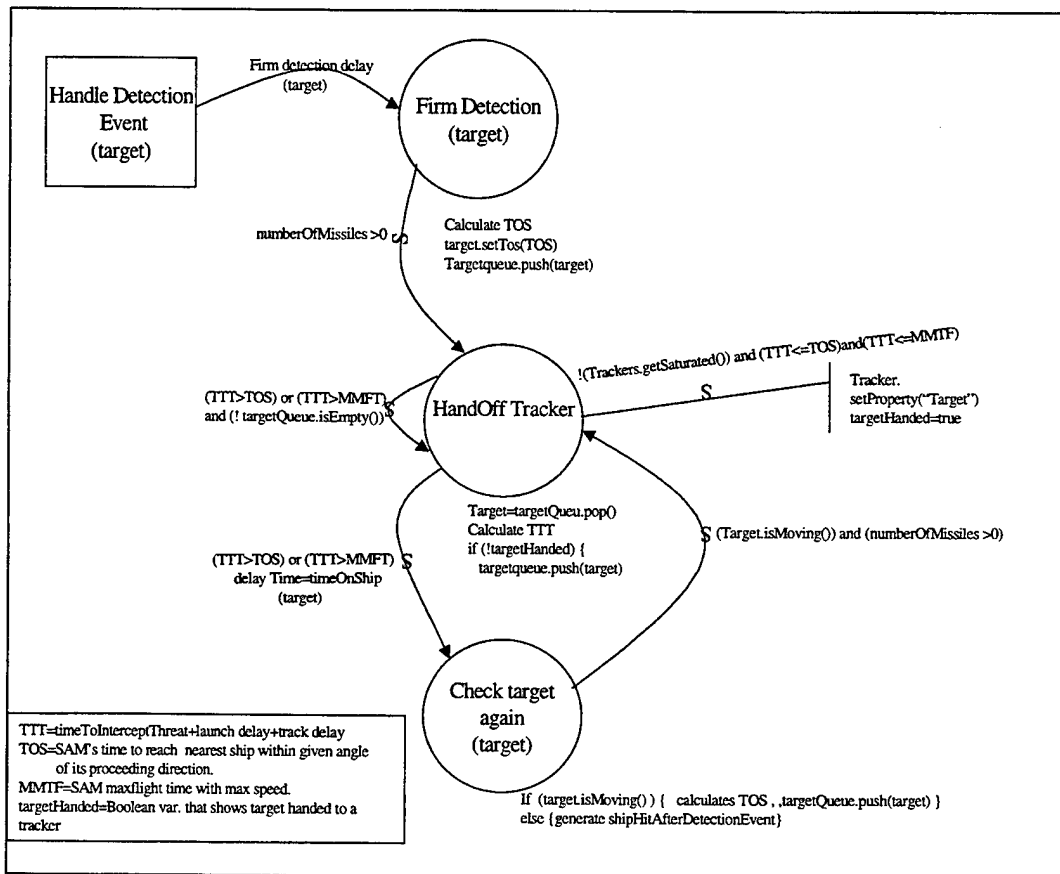 Handle Detection
Event
(target)
Firm detection delay
(target)
Firm Detection
(target)
numberOfMissiles >0
S
Calculate TOS
target.setTos(TOS)
Targetqueue.push(target)
!(Trackers.getSaturated()) and (TTT<=TOS)and(TTT<=MMTF)
S
Tracker.
setProperty("Target")
targetHanded=true
(TTT>TOS) or (TTT>MMFT)
and (! targetQueue.isEmpty())
S
HandOff Tracker
Target=targetQueu.pop()
Calculate TTT
if (!targetHanded) {
targetqueue.push(target)
S
(Target.isMoving()) and (numberOfMissiles >0)
(TTT>TOS) or (TTT>MMFT)
S
delay Time=timeOnShip
(target)
Check target
again
(target)
If (target.isMoving() ) { calculates TOS , ,targetQueue.push(target) }
else {generate shipHitAfterDetectionEvent}
TTT=timeToInterceptThreat+launch delay+track delay
TOS=SAM's time to reach nearest ship within given angle
of its proceeding direction.
MMTF=SAM maxflight time with max speed.
targetHanded=Boolean var. that shows target handed to a
tracker